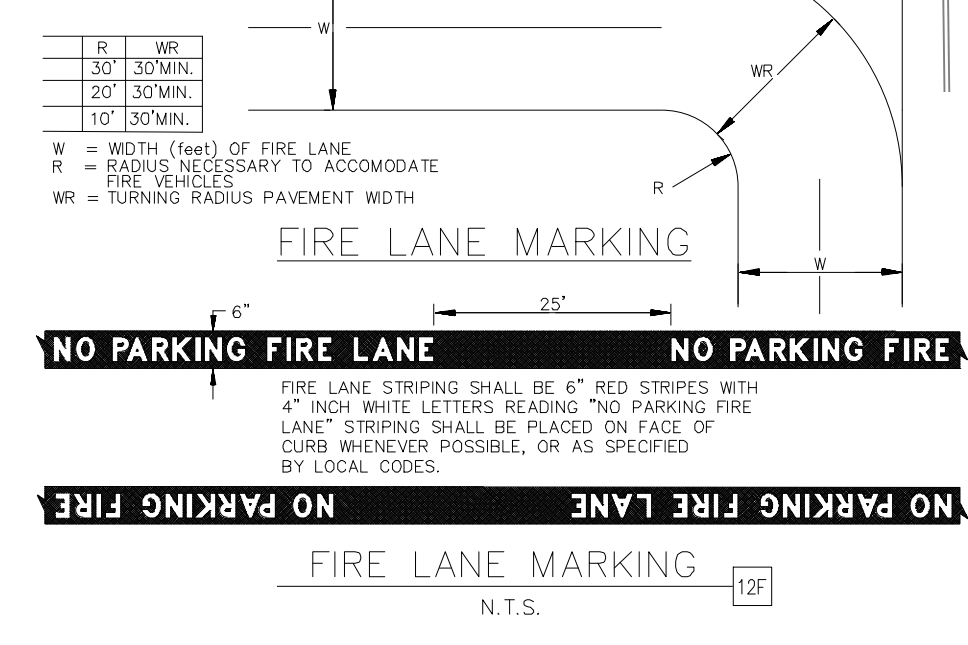 W
R WR
30' 30'MIN.
20' 30'MIN.
10' 30'MIN.
WR
R
W
W = WIDTH (feet) OF FIRE LANE
R = RADIUS NECESSARY TO ACCOMODATE
FIRE VEHICLES
WR = TURNING RADIUS PAVEMENT WIDTH
FIRE LANE MARKING
6"
25'
NO PARKING FIRE LANE NO PARKING FIRE
FIRE LANE STRIPING SHALL BE 6" RED STRIPES WITH
4" INCH WHITE LETTERS READING "NO PARKING FIRE
LANE" STRIPING SHALL BE PLACED ON FACE OF
CURB WHENEVER POSSIBLE, OR AS SPECIFIED
BY LOCAL CODES.
NO PARKING FIRE LANE NO PARKING FIRE
FIRE LANE MARKING
12F
N.T.S.